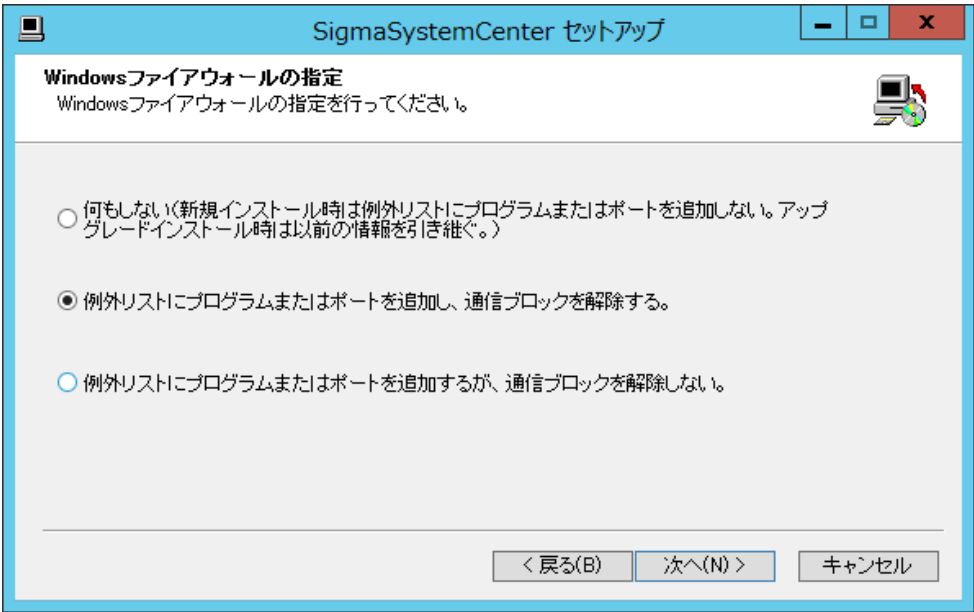 SigmaSystemCenter セットアップ
Windowsファイアウォールの指定
Windowsファイアウォールの指定を行ってください。
何もしない(新規インストール時は例外リストにプログラムまたはポートを追加しない。アップ
グレードインストール時は以前の情報を引き継ぐ。)
例外リストにプログラムまたはポートを追加し、通信ブロックを解除する。
例外リストにプログラムまたはポートを追加するが、通信ブロックを解除しない。
< 戻る(B) 次へ(N) > キャンセル